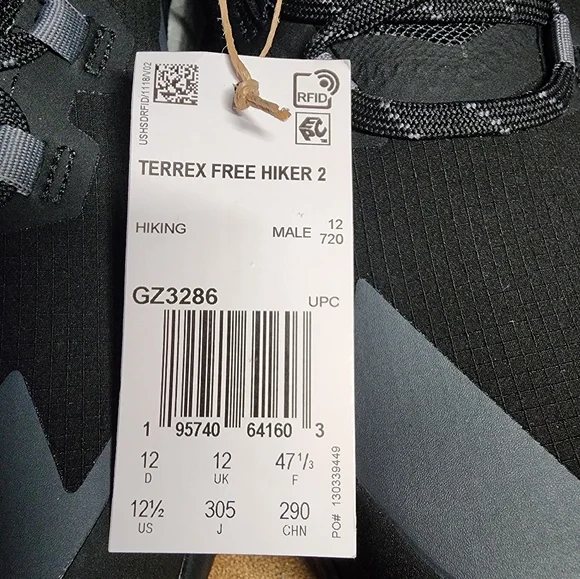 USHSDRFID/1118/V02
RFID
EPC
TERREX FREE HIKER 2
HIKING
MALE 12
720
GZ3286
UPC
1 95740 64160 3
12 12 47 1/3
D UK F
12½ 305 290
US J CHN
PO# 130339449